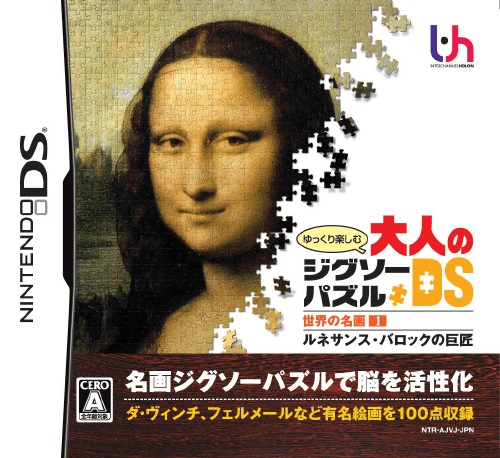 NINTENDO DS®
INTERCHANNEL-HOLON
ゆっくり楽しむ
大人の
ジグソー
パズル DS
世界の名画 1
ルネサンス・バロックの巨匠
CERO
A
全年齢対象
名画ジグソーパズルで脳を活性化
ダ・ヴィンチ、フェルメールなど有名絵画を100点収録
NTR-AJVJ-JPN